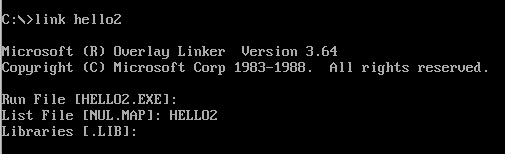 C:\>link hello2
Microsoft (R) Overlay Linker  Version 3.64
Copyright (C) Microsoft Corp 1983-1988.  All rights reserved.
Run File [HELLO2.EXE]:
List File [NUL.MAP]: HELLO2
Libraries [.LIB]: